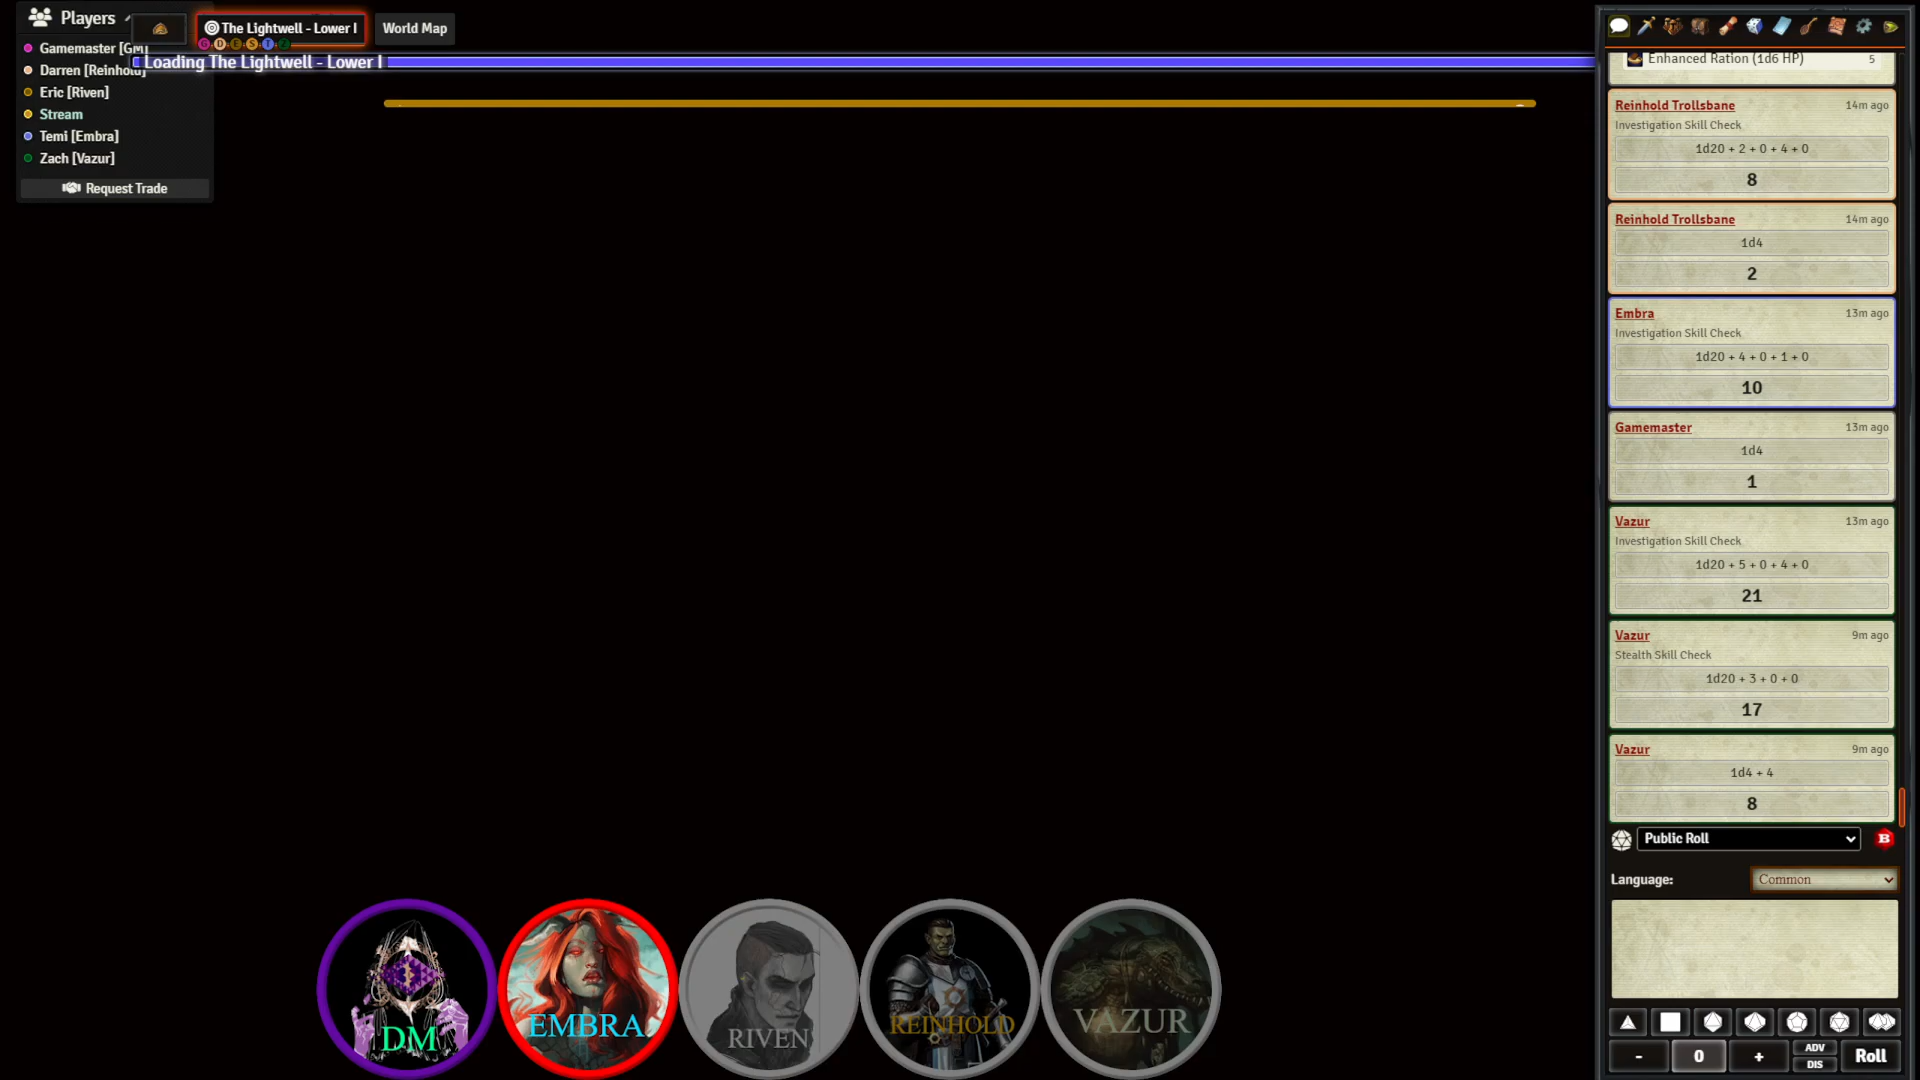 Players
The Lightwell - Lower I
World Map
G D E S T Z
Gamemaster [GM]
Loading The Lightwell - Lower I
Darren [Reinhold]
Eric [Riven]
Stream
Temi [Embra]
Zach [Vazur]
Request Trade
Enhanced Ration (1d6 HP) 5
Reinhold Trollsbane 14m ago
Investigation Skill Check
1d20 + 2 + 0 + 4 + 0
8
Reinhold Trollsbane 14m ago
1d4
2
Embra 13m ago
Investigation Skill Check
1d20 + 4 + 0 + 1 + 0
10
Gamemaster 13m ago
1d4
1
Vazur 13m ago
Investigation Skill Check
1d20 + 5 + 0 + 4 + 0
21
Vazur 9m ago
Stealth Skill Check
1d20 + 3 + 0 + 0
17
Vazur 9m ago
1d4 + 4
8
Public Roll
B
Language: Common
DM
EMBRA
RIVEN
REINHOLD
VAZUR
- 0 + ADV DIS Roll